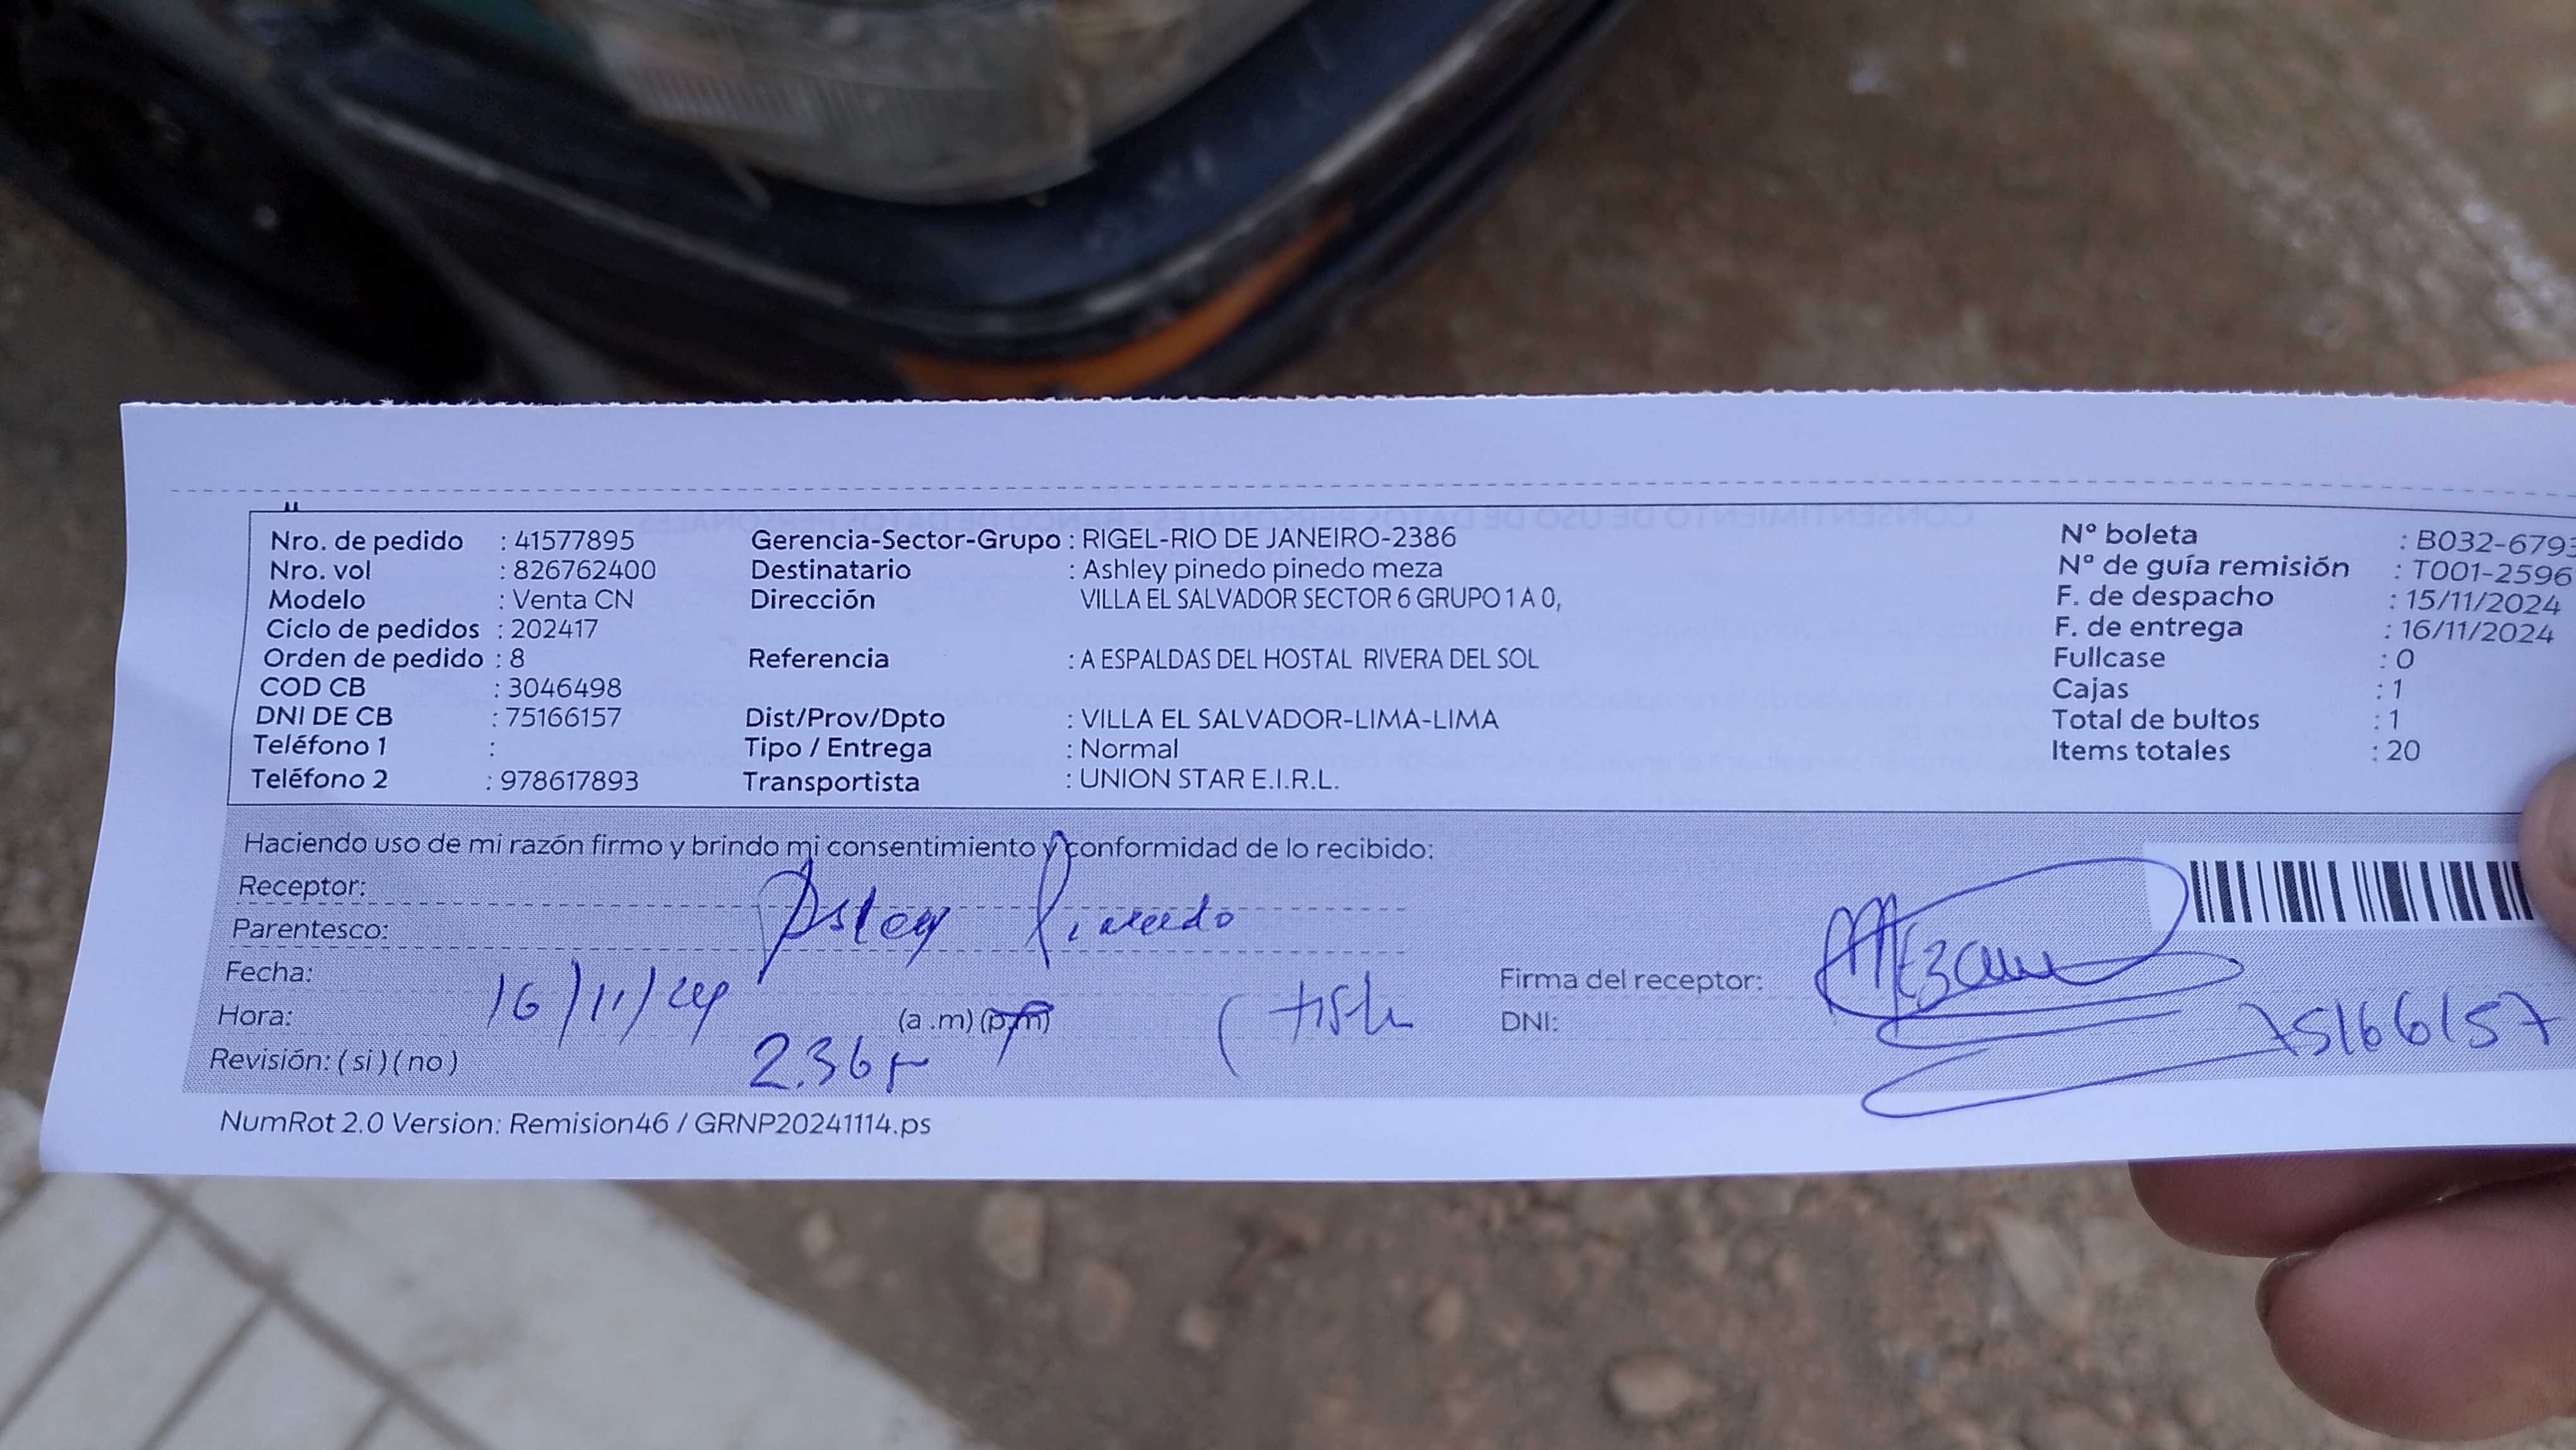 Nro. de pedido : 41577895 Gerencia-Sector-Grupo : RIGEL-RIO DE JANEIRO-2386 Nº boleta : B032-6793
Nro. vol : 826762400 Destinatario : Ashley pinedo pinedo meza Nª de guía remisión : T001-2596
Modelo : Venta CN Dirección VILLA EL SALVADOR SECTOR 6 GRUPO 1 A 0, F. de despacho : 15/11/2024
Ciclo de pedidos : 202417 F. de entrega : 16/11/2024
Orden de pedido : 8 Referencia : A ESPALDAS DEL HOSTAL RIVERA DEL SOL Fullcase : 0
COD CB : 3046498 Cajas : 1
DNI DE CB : 75166157 Dist/Prov/Dpto : VILLA EL SALVADOR-LIMA-LIMA Total de bultos : 1
Teléfono 1 : Tipo / Entrega : Normal Items totales : 20
Teléfono 2 : 978617893 Transportista : UNION STAR E.I.R.L.
Haciendo uso de mi razón firmo y brindo mi consentimiento y conformidad de lo recibido:
Receptor:
Parentesco:
Fecha: 16/11/24 Firma del receptor:
Hora: 2.36 (a .m) (p.m) DNI: 75166157
Revisión: ( si ) ( no )
NumRot 2.0 Version: Remision46 / GRNP20241114.ps